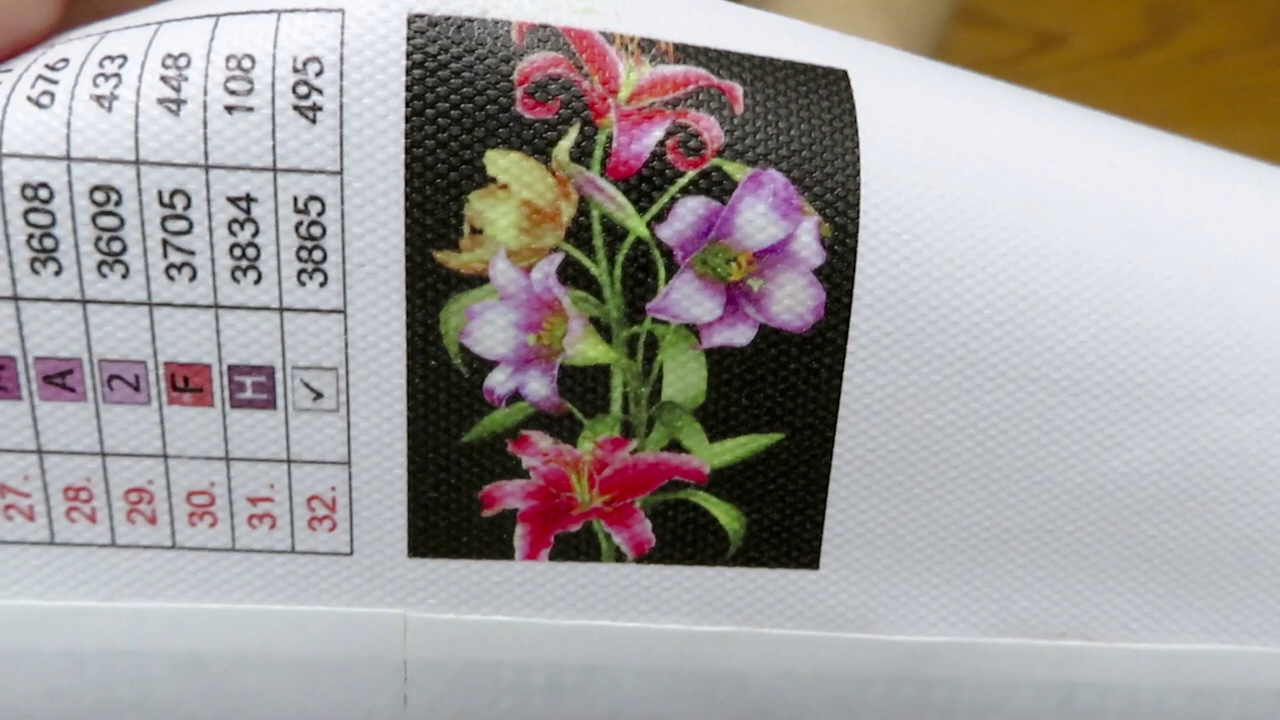 27.
28. A 3608 676
29. 2 3609 433
30. F 3705 448
31. H 3834 108
32. ✓ 3865 495